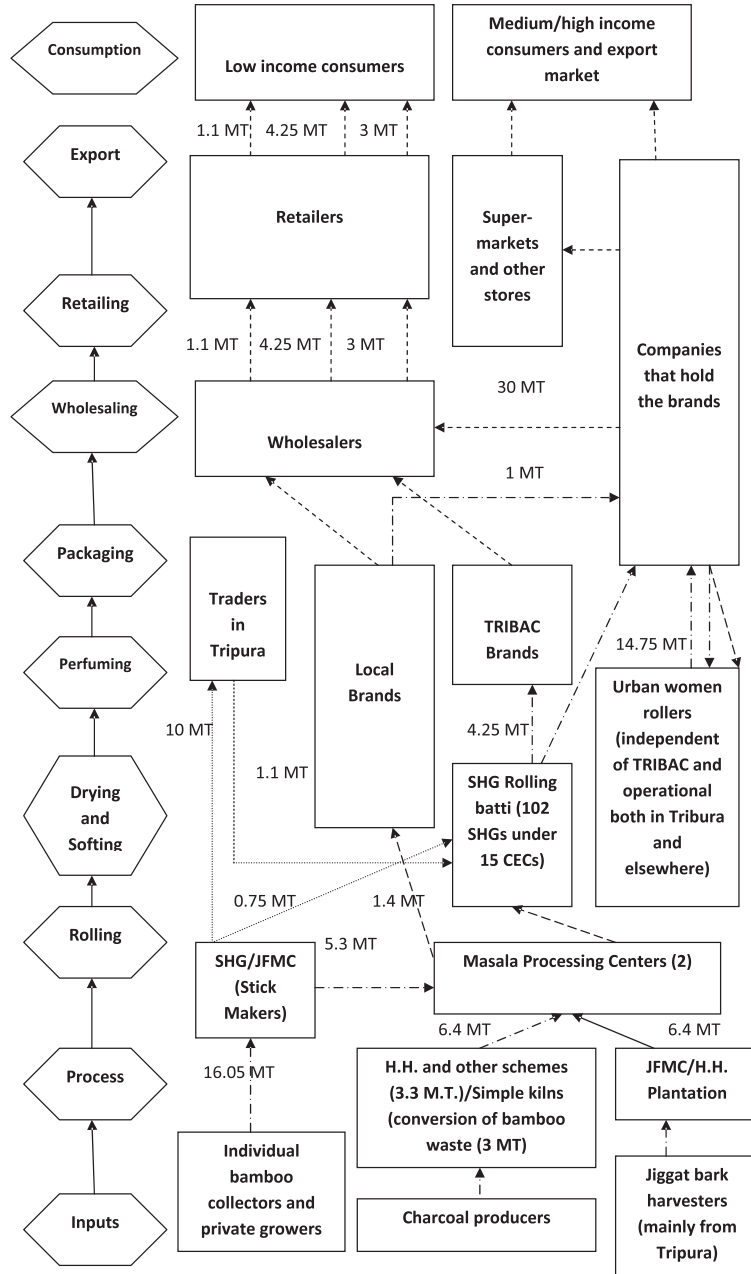 Consumption
Low income consumers
Medium/high income
consumers and export
market
1.1 MT
4.25 MT
3 MT
Export
Retailers
Super-
markets
and other
stores
Retailing
1.1 MT
4.25 MT
3 MT
Companies
that hold
the brands
30 MT
Wholesaling
Wholesalers
1 MT
Packaging
Traders
in
Tripura
TRIBAC
Brands
14.75 MT
Perfuming
Local
Brands
Urban women
rollers
(independent
of TRIBAC and
operational
both in Tribura
and
elsewhere)
10 MT
4.25 MT
1.1 MT
SHG Rolling
batti (102
SHGs under
15 CECs)
Drying
and
Softing
0.75 MT
1.4 MT
Rolling
5.3 MT
SHG/JFMC
(Stick
Makers)
Masala Processing Centers (2)
6.4 MT
6.4 MT
Process
16.05 MT
H.H. and other schemes
(3.3 M.T.)/Simple kilns
(conversion of bamboo
waste (3 MT)
JFMC/H.H.
Plantation
Individual
bamboo
collectors and
private growers
Inputs
Charcoal producers
Jiggat bark
harvesters
(mainly from
Tripura)